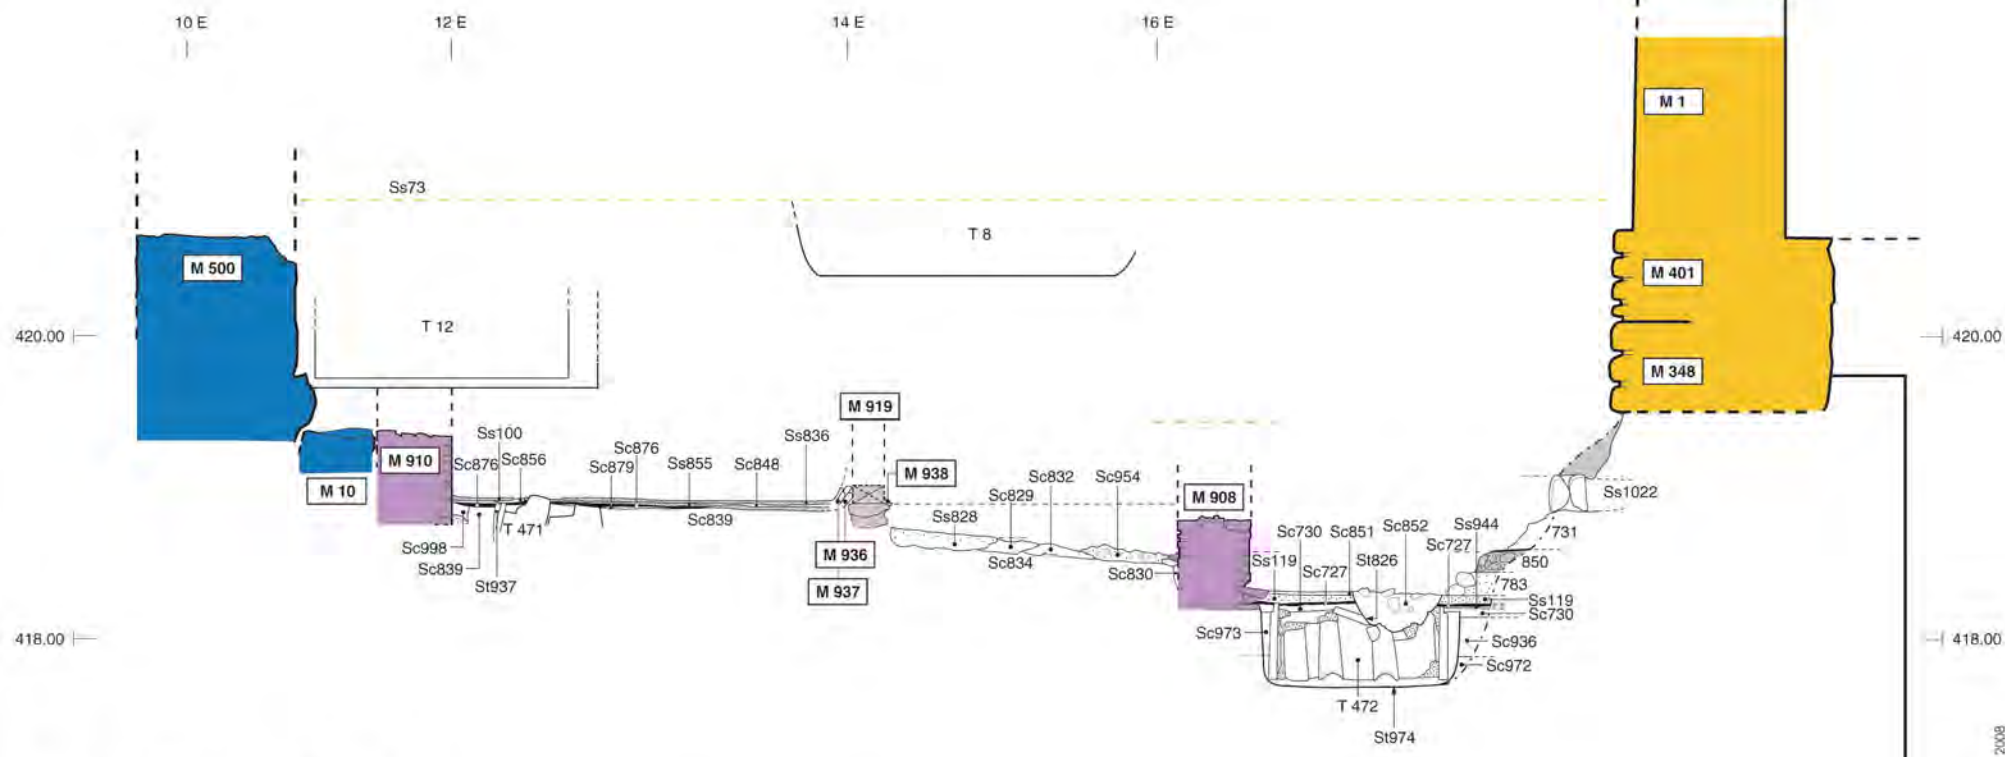 10 E 12 E 14 E 16 E
M 1
Ss73
T 8
M 500
M 401
T 12
420.00 420.00
M 348
M 919
Ss100 Ss836
Sc876
M 910 Sc876 Sc856 Sc879 Ss855 Sc848
M 938 Sc832 Sc954
M 10 Sc829 M 908 Ss1022
Ss828
Sc839
T 471
Sc730 Sc851 Sc852 Ss944
731
Sc998
M 936
Sc834
Sc727
Ss119 St826
850
Sc839
Sc830
Sc727
783
St937
M 937
Ss119
Sc730
418.00 Sc973 Sc936 418.00
Sc972
T 472
St974
2008